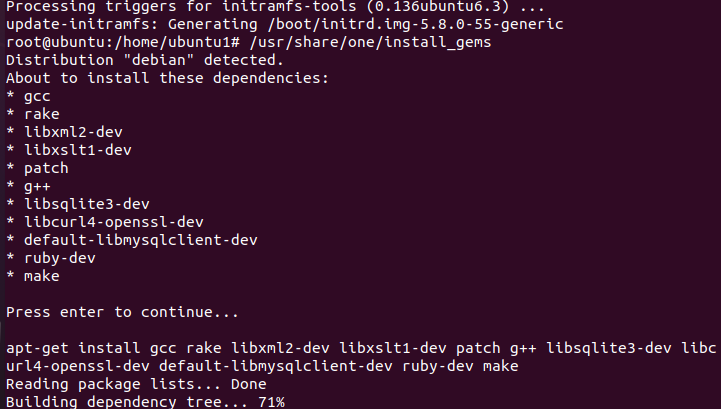 Processing triggers for initramfs-tools (0.136ubuntu6.3) ...
update-initramfs: Generating /boot/initrd.img-5.8.0-55-generic
root@ubuntu:/home/ubuntu1# /usr/share/one/install_gems
Distribution "debian" detected.
About to install these dependencies:
* gcc
* rake
* libxml2-dev
* libxslt1-dev
* patch
* g++
* libsqlite3-dev
* libcurl4-openssl-dev
* default-libmysqlclient-dev
* ruby-dev
* make
Press enter to continue...
apt-get install gcc rake libxml2-dev libxslt1-dev patch g++ libsqlite3-dev libc
url4-openssl-dev default-libmysqlclient-dev ruby-dev make
Reading package lists... Done
Building dependency tree... 71%